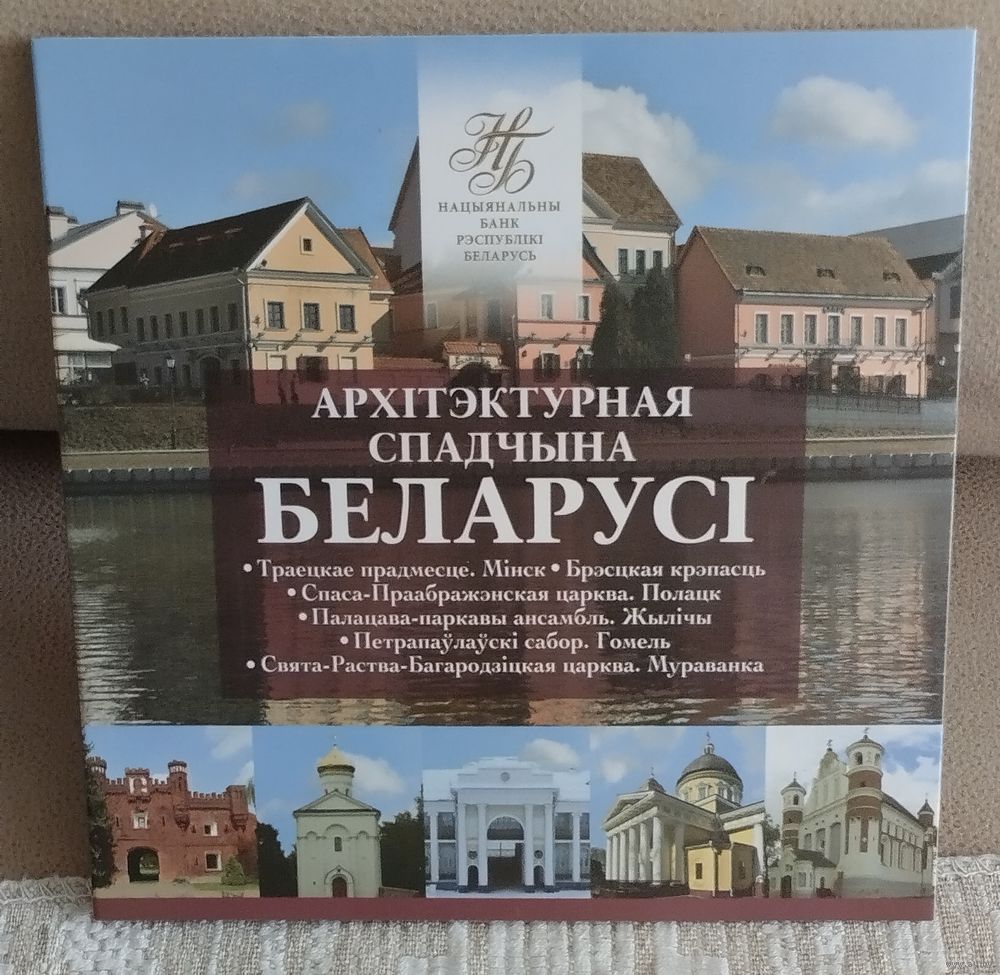 НБ
НАЦЫЯНАЛЬНЫ
БАНК
РЭСПУБЛІКІ
БЕЛАРУСЬ
АРХІТЭКТУРНАЯ
СПАДЧЫНА
БЕЛАРУСІ
• Траецкае прадмесце. Мінск • Брэсцкая крэпасць
• Спаса-Праабражэнская царква. Полацк
• Палацава-паркавы ансамбль. Жылічы
• Петрапаўлаўскі сабор. Гомель
• Свята-Раства-Багародзіцкая царква. Мураванка